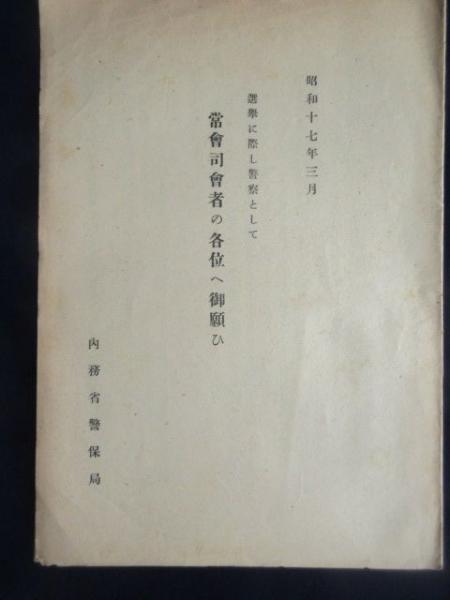 昭和十七年三月
選擧に際し警察として
常會司會者の各位へ御願ひ
內務省警保局